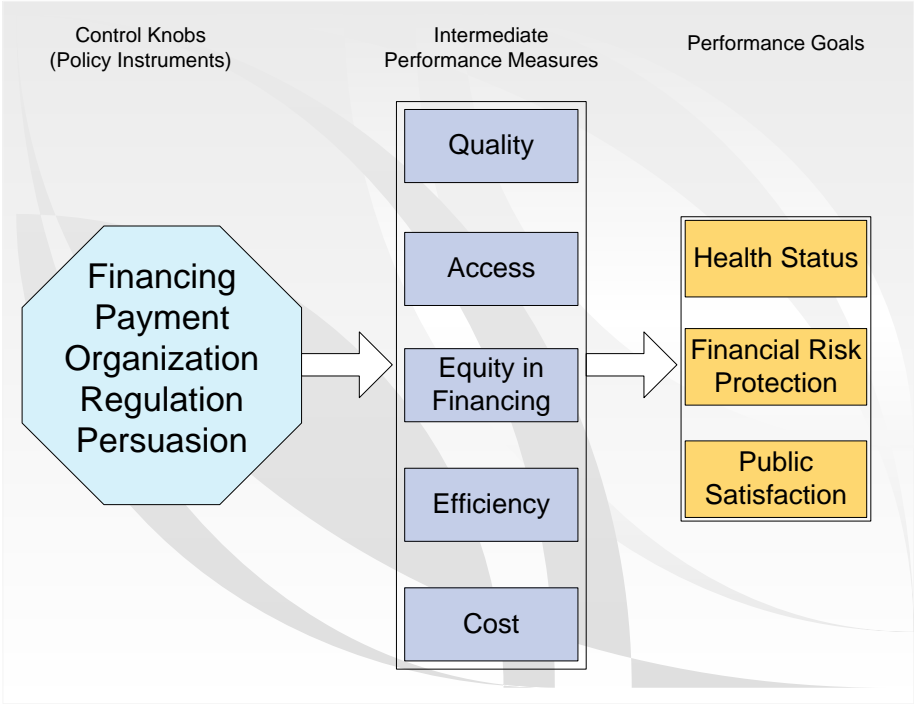 Control Knobs
(Policy Instruments)
Intermediate
Performance Measures
Performance Goals
Financing
Payment
Organization
Regulation
Persuasion
Quality
Access
Equity in
Financing
Efficiency
Cost
Health Status
Financial Risk
Protection
Public
Satisfaction